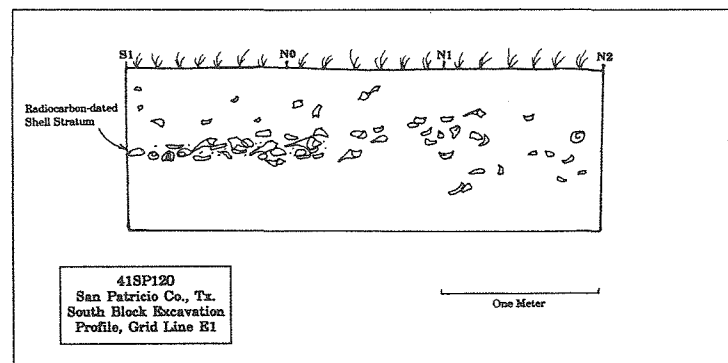 S1 N0 N1 N2
Radiocarbon-dated
Shell Stratum
41SP120
San Patricio Co., Tx.
South Block Excavation
Profile, Grid Line E1
One Meter